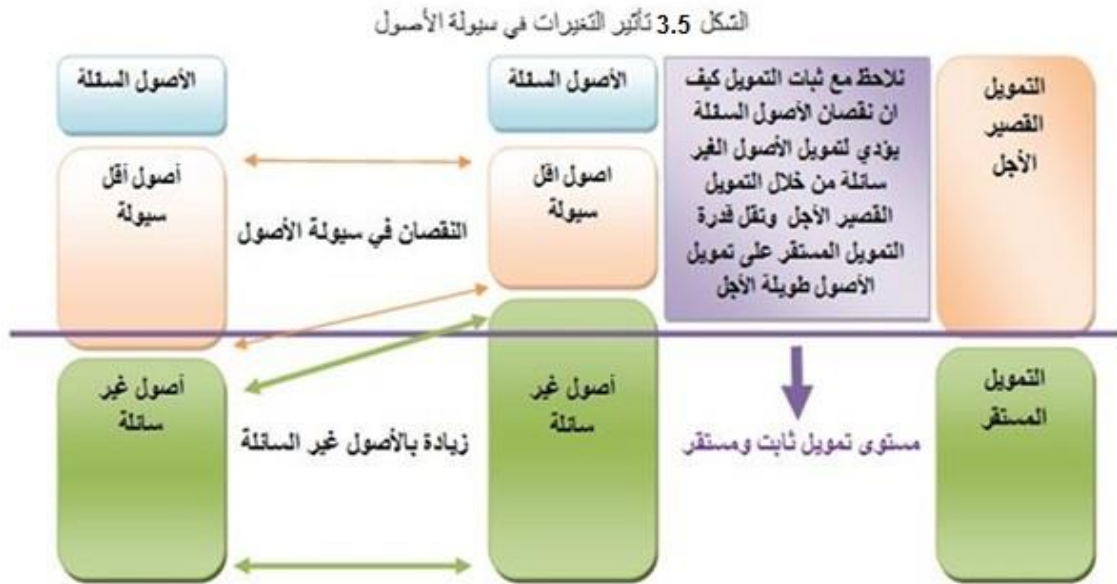 الشكل 3.5 تأثير التغيرات في سيولة الأصول
التمويل
القصير
الأجل
نلاحظ مع ثبات التمويل كيف
ان نقصان الأصول السائلة
يؤدي لتمويل الأصول الغير
سائلة من خلال التمويل
القصير الأجل وتقل قدرة
التمويل المستقر على تمويل
الأصول طويلة الأجل
الأصول السائلة
الأصول السائلة
اصول اقل
سيولة
النقصان في سيولة الأصول
أصول أقل
سيولة
التمويل
المستقر
مستوى تمويل ثابت ومستقر
أصول غير
سائلة
زيادة بالأصول غير السائلة
أصول غير
سائلة